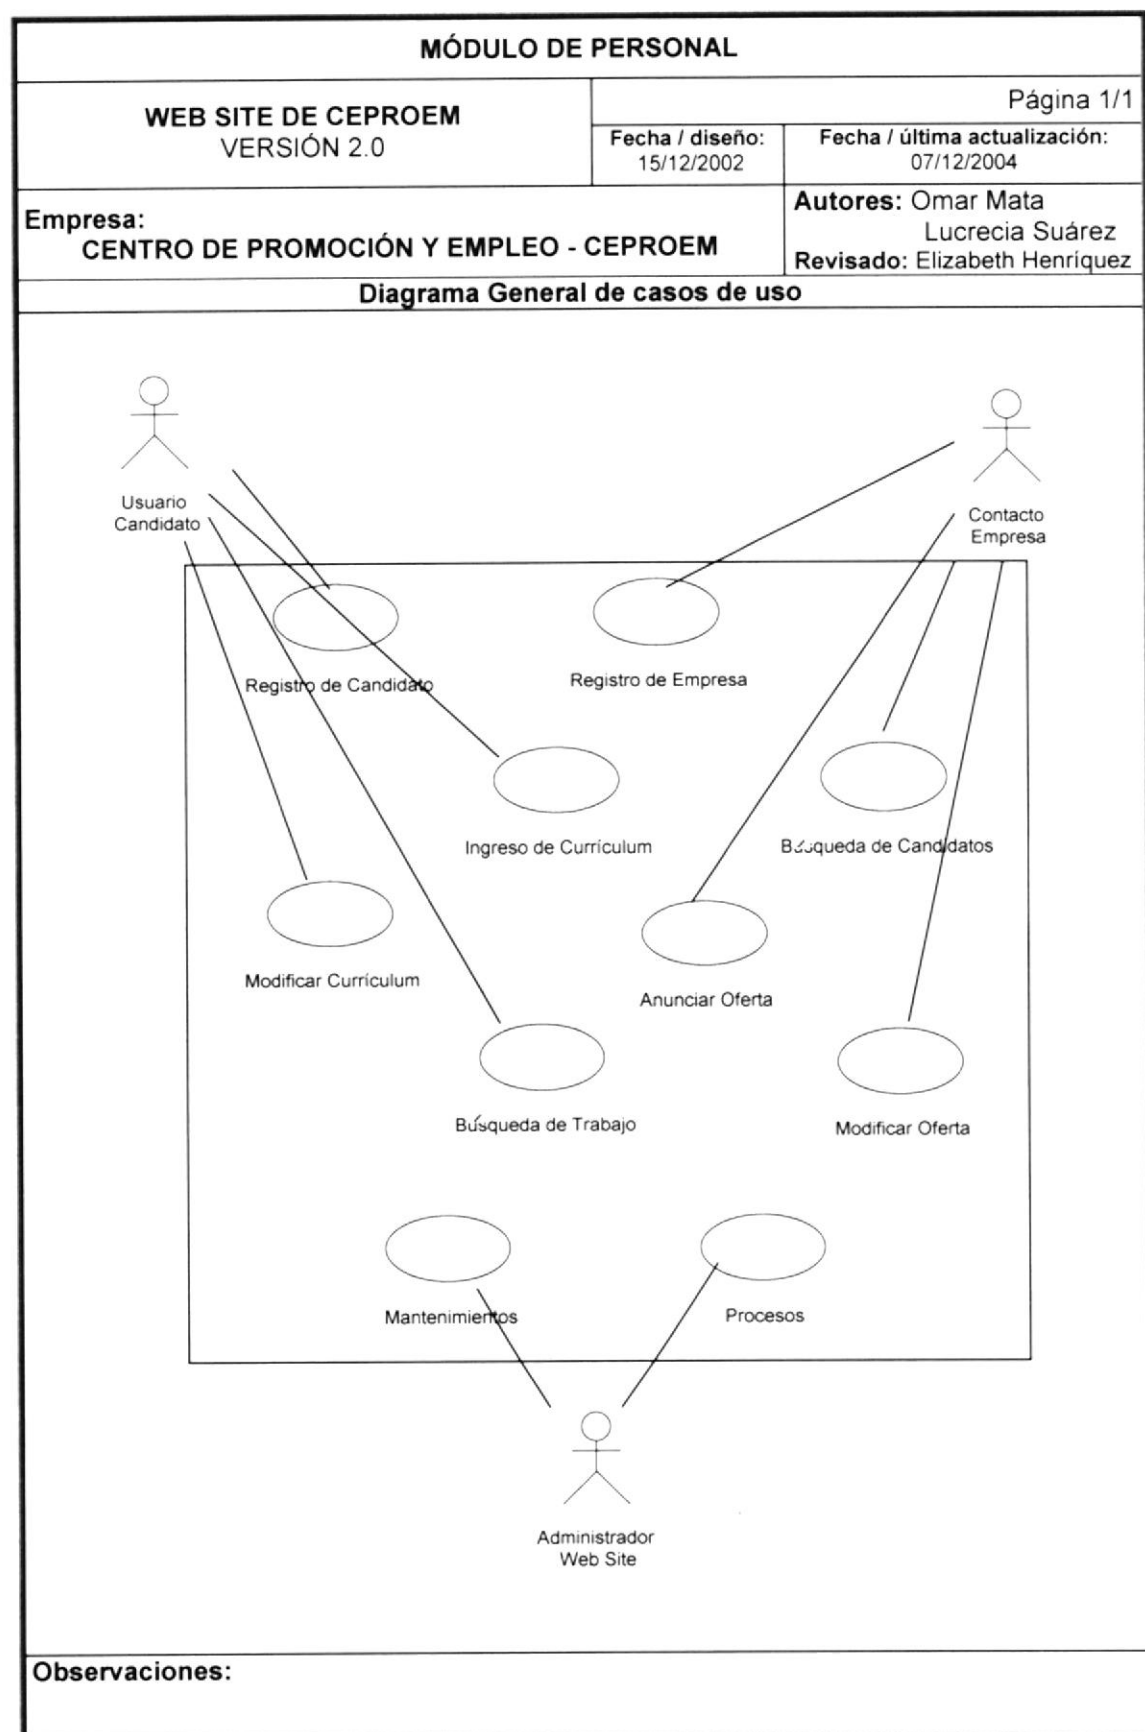 MÓDULO DE PERSONAL
WEB SITE DE CEPROEM
VERSIÓN 2.0
Página 1/1
Fecha / diseño:
15/12/2002
Fecha / última actualización:
07/12/2004
Empresa:
CENTRO DE PROMOCIÓN Y EMPLEO - CEPROEM
Autores: Omar Mata
Lucrecia Suárez
Revisado: Elizabeth Henríquez
Diagrama General de casos de uso
Usuario
Candidato
Contacto
Empresa
Registro de Candidato
Registro de Empresa
Ingreso de Currículum
Búsqueda de Candidatos
Modificar Currículum
Anunciar Oferta
Búsqueda de Trabajo
Modificar Oferta
Mantenimientos
Procesos
Administrador
Web Site
Observaciones: